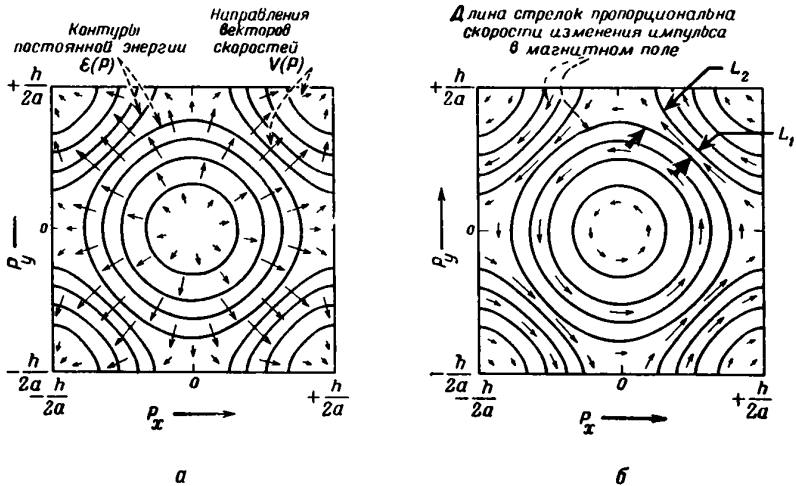 Контуры
постоянной энергии
ε(P)
Направления
векторов
скоростей
V(P)
+ h/2a
0
P_y
- h/2a
- h/2a
0
+ h/2a
P_x
а
Длина стрелок пропорциональна
скорости изменения импульса
в магнитном поле
L_2
L_1
+ h/2a
0
P_y
- h/2a
- h/2a
0
+ h/2a
P_x
б